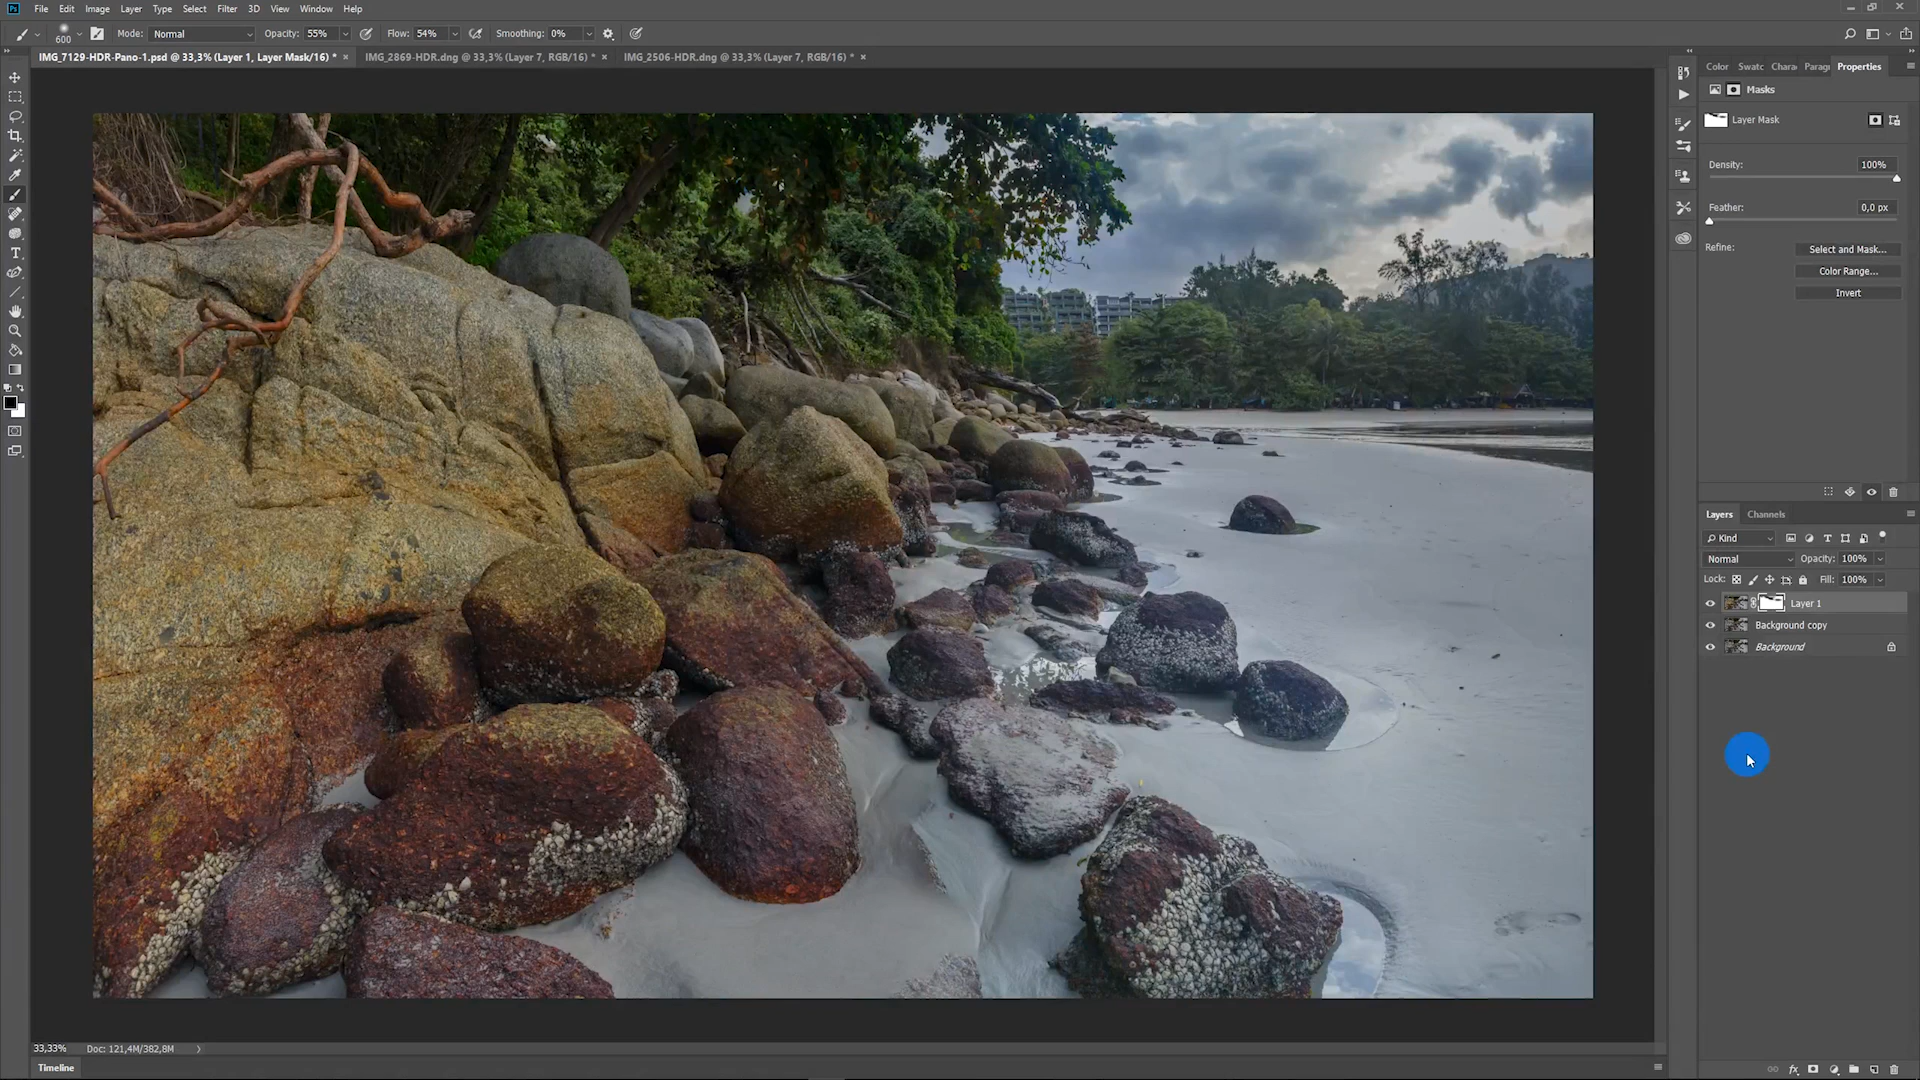 Ps File Edit Image Layer Type Select Filter 3D View Window Help
600 Mode: Normal Opacity: 55% Flow: 54% Smoothing: 0%
IMG_7129-HDR-Pano-1.psd @ 33,3% (Layer 1, Layer Mask/16) * × IMG_2869-HDR.dng @ 33,3% (Layer 7, RGB/16) * × IMG_2506-HDR.dng @ 33,3% (Layer 7, RGB/16) * ×
Color Swatc Chara Paragı Properties
Masks
Layer Mask
Density: 100%
Feather: 0,0 px
Refine: Select and Mask...
Color Range...
Invert
Layers Channels
Kind
Normal Opacity: 100%
Lock: Fill: 100%
Layer 1
Background copy
Background
33,33% Doc: 121,4M/382,8M
Timeline